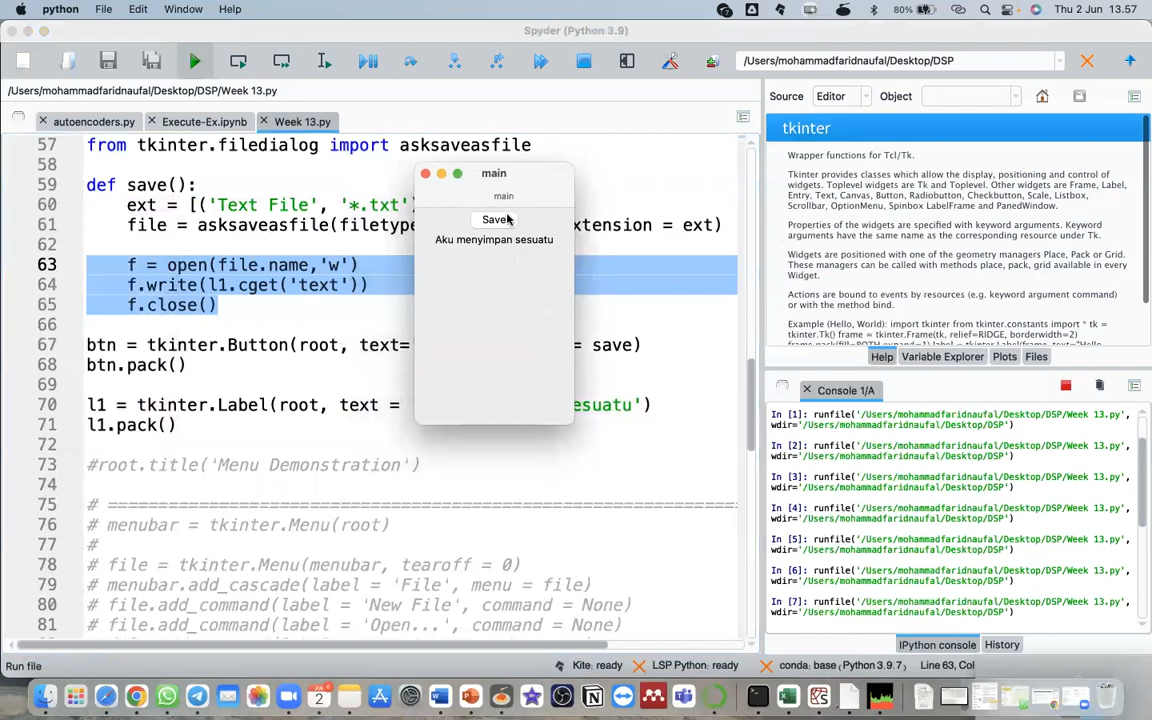 python File Edit Window Help 80% Thu 2 Jun 13.57
Spyder (Python 3.9)
/Users/mohammadfaridnaufal/Desktop/DSP
/Users/mohammadfaridnaufal/Desktop/DSP/Week 13.py
autoencoders.py Execute-Ex.ipynb Week 13.py
57 from tkinter.filedialog import asksaveasfile
58
59 def save():
60 ext = [('Text File', '*.txt')
61 file = asksaveasfile(filetype xtension = ext)
62
63 f = open(file.name,'w')
64 f.write(l1.cget('text'))
65 f.close()
66
67 btn = tkinter.Button(root, text= = save)
68 btn.pack()
69
70 l1 = tkinter.Label(root, text = esuatu')
71 l1.pack()
72
73 #root.title('Menu Demonstration')
74
75 # ================================================================
76 # menubar = tkinter.Menu(root)
77 #
78 # file = tkinter.Menu(menubar, tearoff = 0)
79 # menubar.add_cascade(label = 'File', menu = file)
80 # file.add_command(label = 'New File', command = None)
81 # file.add_command(label = 'Open...', command = None)
main
main
Save
Aku menyimpan sesuatu
Source Editor Object
tkinter
Wrapper functions for Tcl/Tk.
Tkinter provides classes which allow the display, positioning and control of
widgets. Toplevel widgets are Tk and Toplevel. Other widgets are Frame, Label,
Entry, Text, Canvas, Button, Radiobutton, Checkbutton, Scale, Listbox,
Scrollbar, OptionMenu, Spinbox LabelFrame and PanedWindow.
Properties of the widgets are specified with keyword arguments. Keyword
arguments have the same name as the corresponding resource under Tk.
Widgets are positioned with one of the geometry managers Place, Pack or Grid.
These managers can be called with methods place, pack, grid available in every
Widget.
Actions are bound to events by resources (e.g. keyword argument command)
or with the method bind.
Example (Hello, World): import tkinter from tkinter.constants import * tk =
tkinter.Tk() frame = tkinter.Frame(tk, relief=RIDGE, borderwidth=2)
frame.pack(fill=BOTH,expand=1) label = tkinter.Label(frame, text="Hello,
Help Variable Explorer Plots Files
Console 1/A
In [1]: runfile('/Users/mohammadfaridnaufal/Desktop/DSP/Week 13.py',
wdir='/Users/mohammadfaridnaufal/Desktop/DSP')
In [2]: runfile('/Users/mohammadfaridnaufal/Desktop/DSP/Week 13.py',
wdir='/Users/mohammadfaridnaufal/Desktop/DSP')
In [3]: runfile('/Users/mohammadfaridnaufal/Desktop/DSP/Week 13.py',
wdir='/Users/mohammadfaridnaufal/Desktop/DSP')
In [4]: runfile('/Users/mohammadfaridnaufal/Desktop/DSP/Week 13.py',
wdir='/Users/mohammadfaridnaufal/Desktop/DSP')
In [5]: runfile('/Users/mohammadfaridnaufal/Desktop/DSP/Week 13.py',
wdir='/Users/mohammadfaridnaufal/Desktop/DSP')
In [6]: runfile('/Users/mohammadfaridnaufal/Desktop/DSP/Week 13.py',
wdir='/Users/mohammadfaridnaufal/Desktop/DSP')
In [7]: runfile('/Users/mohammadfaridnaufal/Desktop/DSP/Week 13.py',
wdir='/Users/mohammadfaridnaufal/Desktop/DSP')
IPython console History
Run file Kite: ready LSP Python: ready conda: base (Python 3.9.7) Line 63, Col